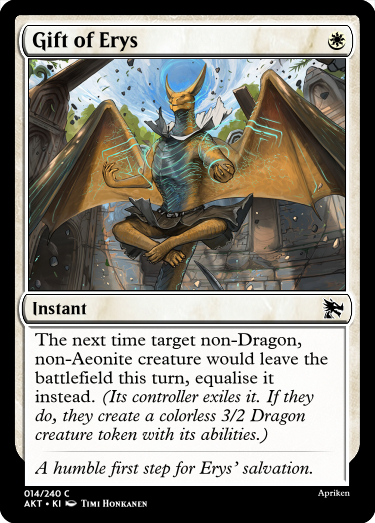 Gift of Erys
Instant
The next time target non-Dragon,
non-Aeonite creature would leave the
battlefield this turn, equalise it
instead. (Its controller exiles it. If they
do, they create a colorless 3/2 Dragon
creature token with its abilities.)
A humble first step for Erys' salvation.
014/240 C
Apriken
AKT • KI Timi Honkanen